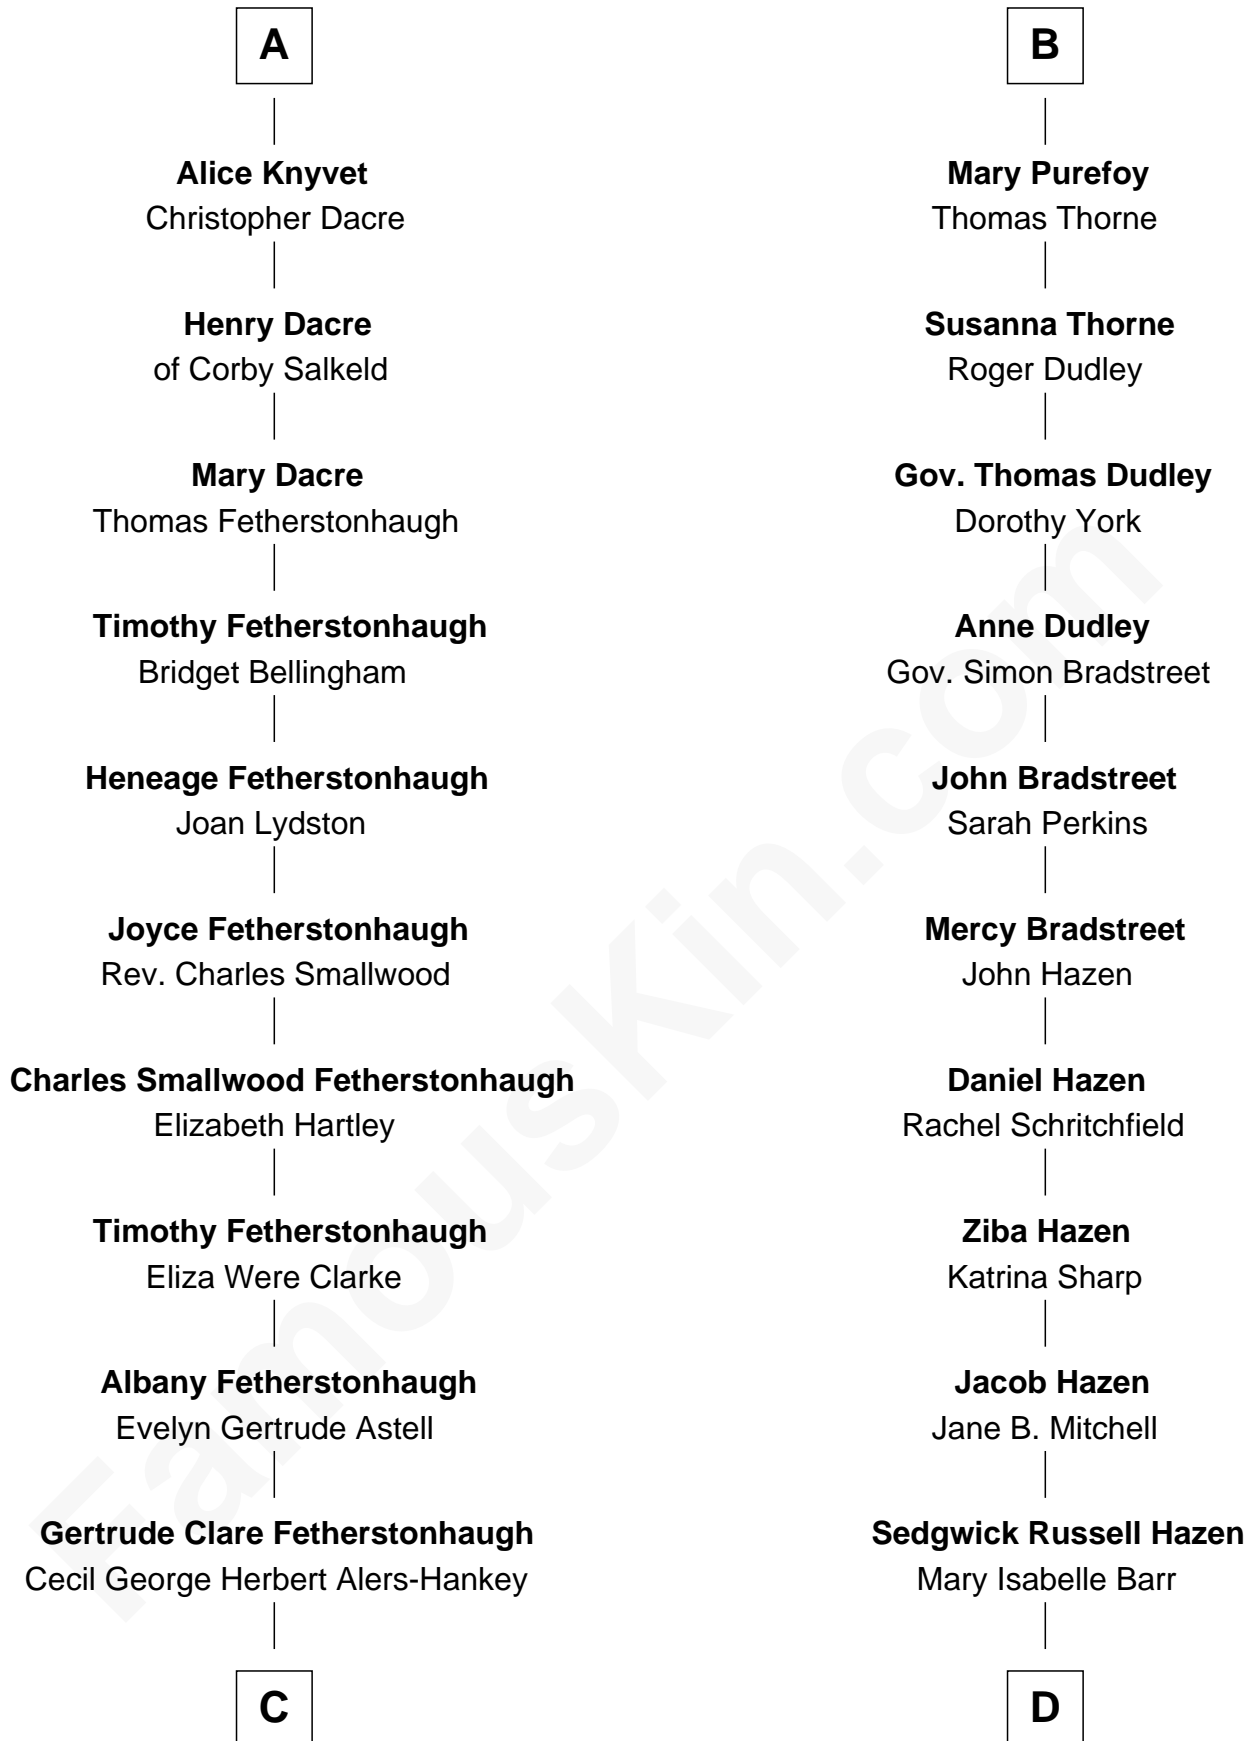 A
Alice Knyvet
Christopher Dacre
Henry Dacre
of Corby Salkeld
Mary Dacre
Thomas Fetherstonhaugh
Timothy Fetherstonhaugh
Bridget Bellingham
Heneage Fetherstonhaugh
Joan Lydston
Joyce Fetherstonhaugh
Rev. Charles Smallwood
Charles Smallwood Fetherstonhaugh
Elizabeth Hartley
Timothy Fetherstonhaugh
Eliza Were Clarke
Albany Fetherstonhaugh
Evelyn Gertrude Astell
Gertrude Clare Fetherstonhaugh
Cecil George Herbert Alers-Hankey
C
B
Mary Purefoy
Thomas Thorne
Susanna Thorne
Roger Dudley
Gov. Thomas Dudley
Dorothy York
Anne Dudley
Gov. Simon Bradstreet
John Bradstreet
Sarah Perkins
Mercy Bradstreet
John Hazen
Daniel Hazen
Rachel Schritchfield
Ziba Hazen
Katrina Sharp
Jacob Hazen
Jane B. Mitchell
Sedgwick Russell Hazen
Mary Isabelle Barr
D
FamousKin.com